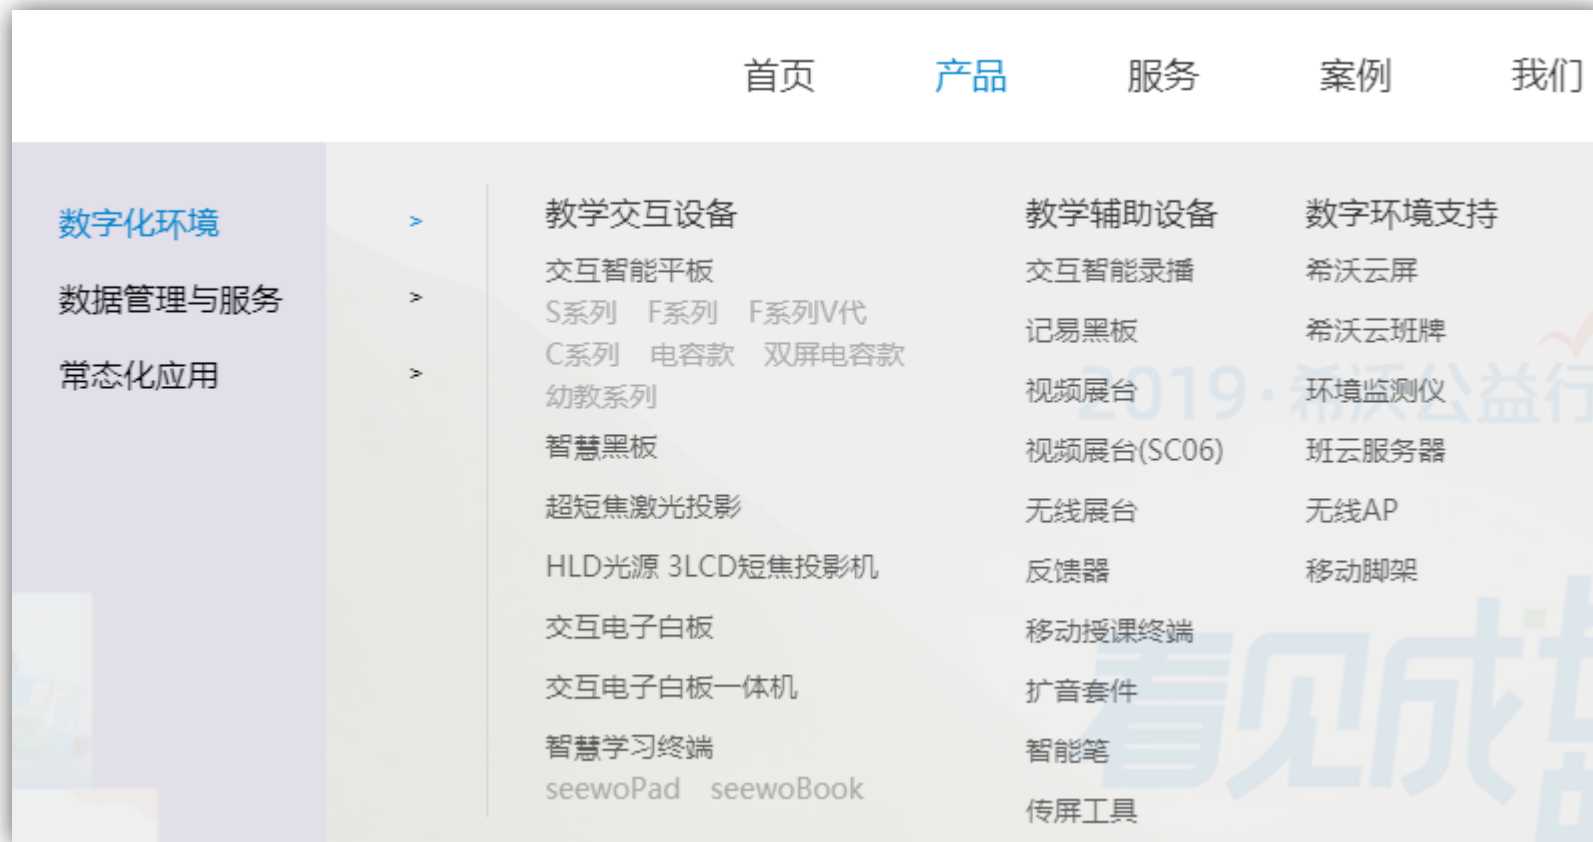 首页 产品 服务 案例 我们
数字化环境 >
数据管理与服务 >
常态化应用 >
教学交互设备
交互智能平板
S系列 F系列 F系列V代
C系列 电容款 双屏电容款
幼教系列
智慧黑板
超短焦激光投影
HLD光源 3LCD短焦投影机
交互电子白板
交互电子白板一体机
智慧学习终端
seewoPad seewoBook
教学辅助设备
交互智能录播
记易黑板
视频展台
视频展台(SC06)
无线展台
反馈器
移动授课终端
扩音套件
智能笔
传屏工具
数字环境支持
希沃云屏
希沃云班牌
环境监测仪
班云服务器
无线AP
移动脚架
2019·希沃公益行
看见成